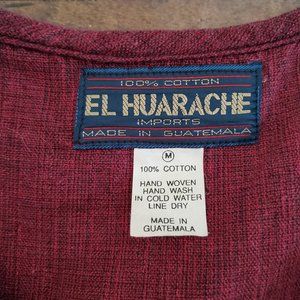 100% COTTON
EL HUARACHE
IMPORTS
MADE IN GUATEMALA
M
100% COTTON
HAND WOVEN
HAND WASH
IN COLD WATER
LINE DRY
MADE IN
GUATEMALA